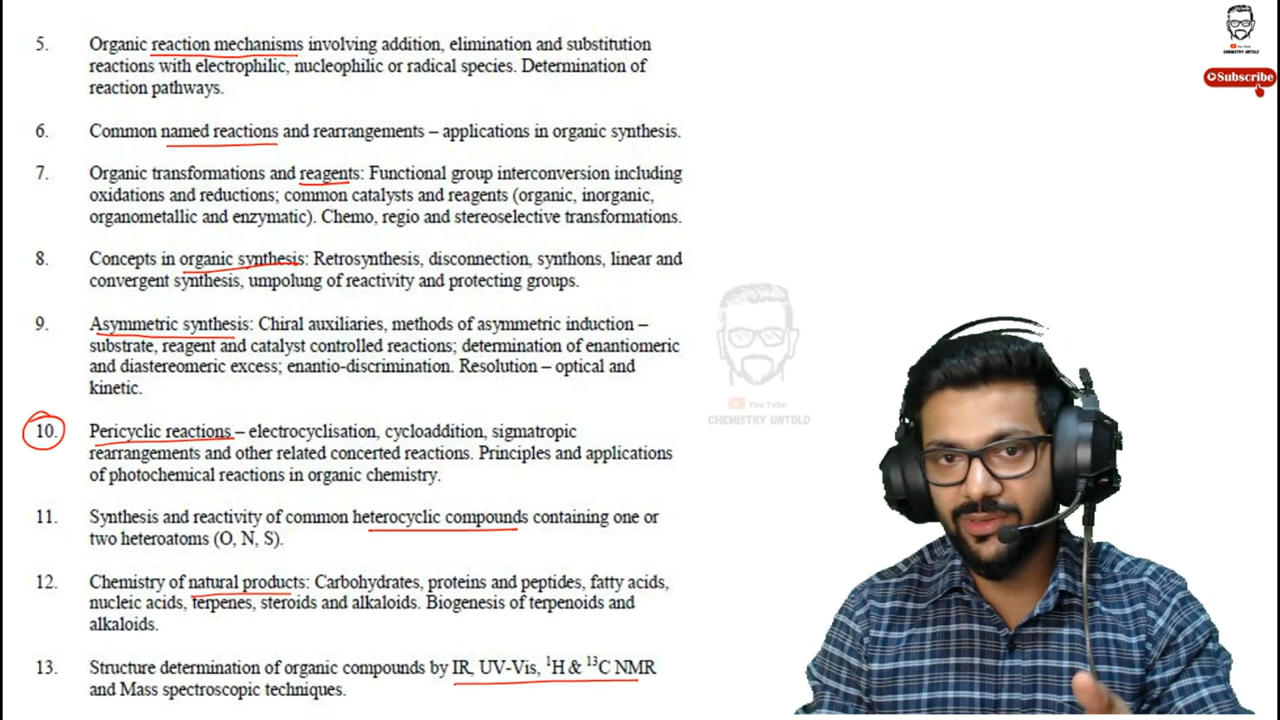 5. Organic reaction mechanisms involving addition, elimination and substitution
reactions with electrophilic, nucleophilic or radical species. Determination of
reaction pathways.
6. Common named reactions and rearrangements – applications in organic synthesis.
7. Organic transformations and reagents: Functional group interconversion including
oxidations and reductions; common catalysts and reagents (organic, inorganic,
organometallic and enzymatic). Chemo, regio and stereoselective transformations.
8. Concepts in organic synthesis: Retrosynthesis, disconnection, synthons, linear and
convergent synthesis, umpolung of reactivity and protecting groups.
9. Asymmetric synthesis: Chiral auxiliaries, methods of asymmetric induction –
substrate, reagent and catalyst controlled reactions; determination of enantiomeric
and diastereomeric excess; enantio-discrimination. Resolution – optical and
kinetic.
10. Pericyclic reactions – electrocyclisation, cycloaddition, sigmatropic
rearrangements and other related concerted reactions. Principles and applications
of photochemical reactions in organic chemistry.
11. Synthesis and reactivity of common heterocyclic compounds containing one or
two heteroatoms (O, N, S).
12. Chemistry of natural products: Carbohydrates, proteins and peptides, fatty acids,
nucleic acids, terpenes, steroids and alkaloids. Biogenesis of terpenoids and
alkaloids.
13. Structure determination of organic compounds by IR, UV-Vis, ¹H & ¹³C NMR
and Mass spectroscopic techniques.
YouTube
CHEMISTRY UNTOLD
Subscribe
YouTube
CHEMISTRY UNTOLD